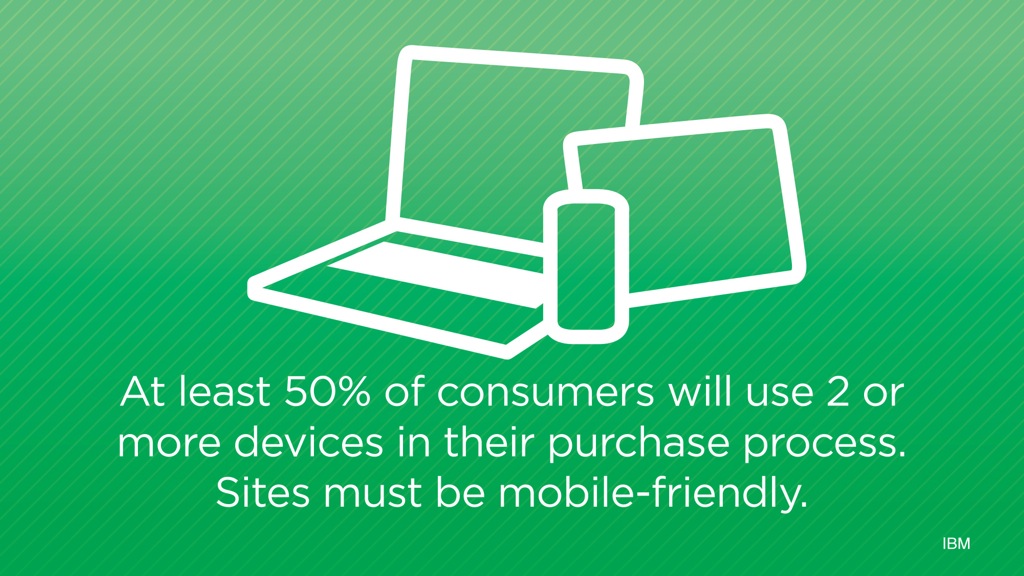 At least 50% of consumers will use 2 or
more devices in their purchase process.
Sites must be mobile-friendly.
IBM